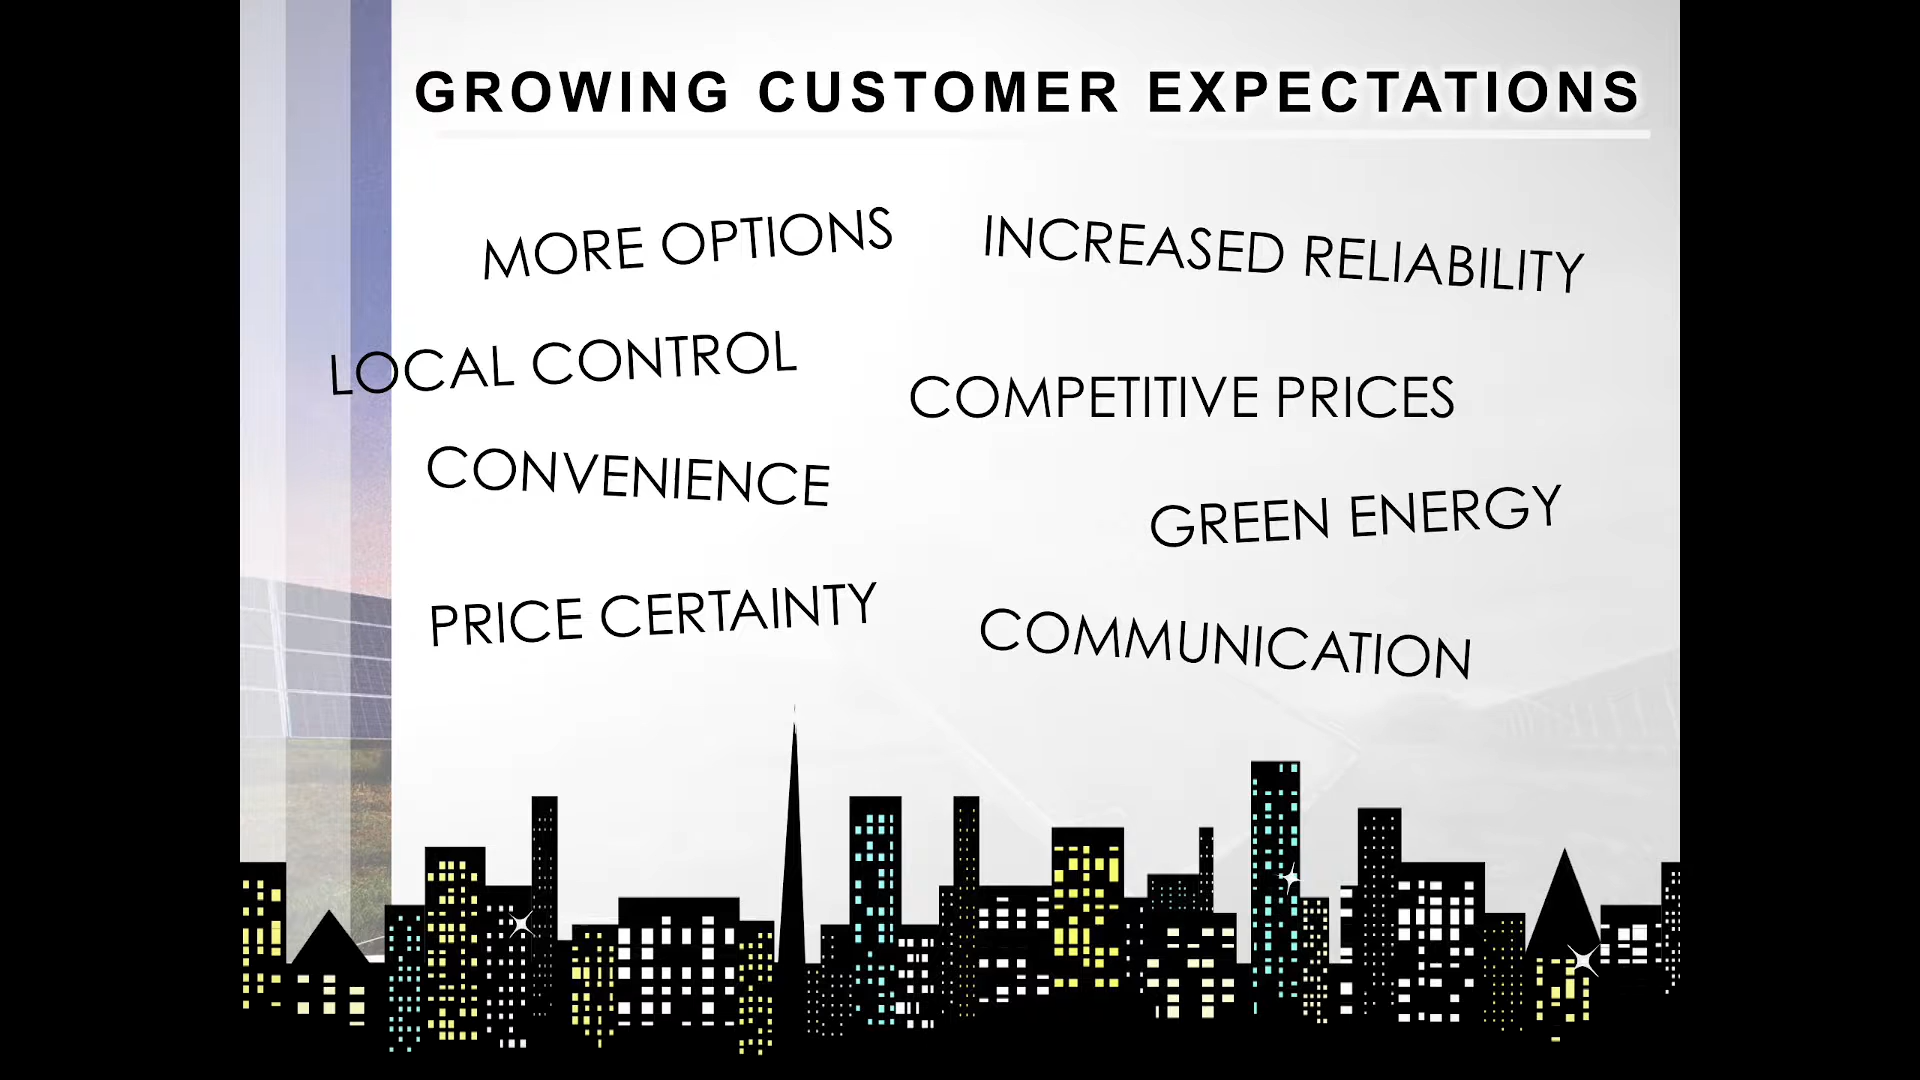 GROWING CUSTOMER EXPECTATIONS
MORE OPTIONS
INCREASED RELIABILITY
LOCAL CONTROL
COMPETITIVE PRICES
CONVENIENCE
GREEN ENERGY
PRICE CERTAINTY
COMMUNICATION